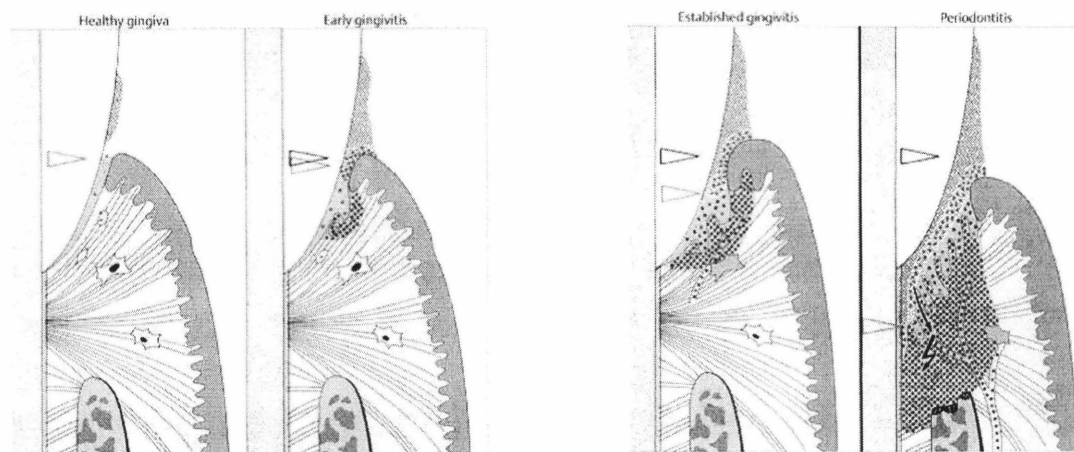 Healthy gingiva
Early gingivitis
Established gingivitis
Periodontitis